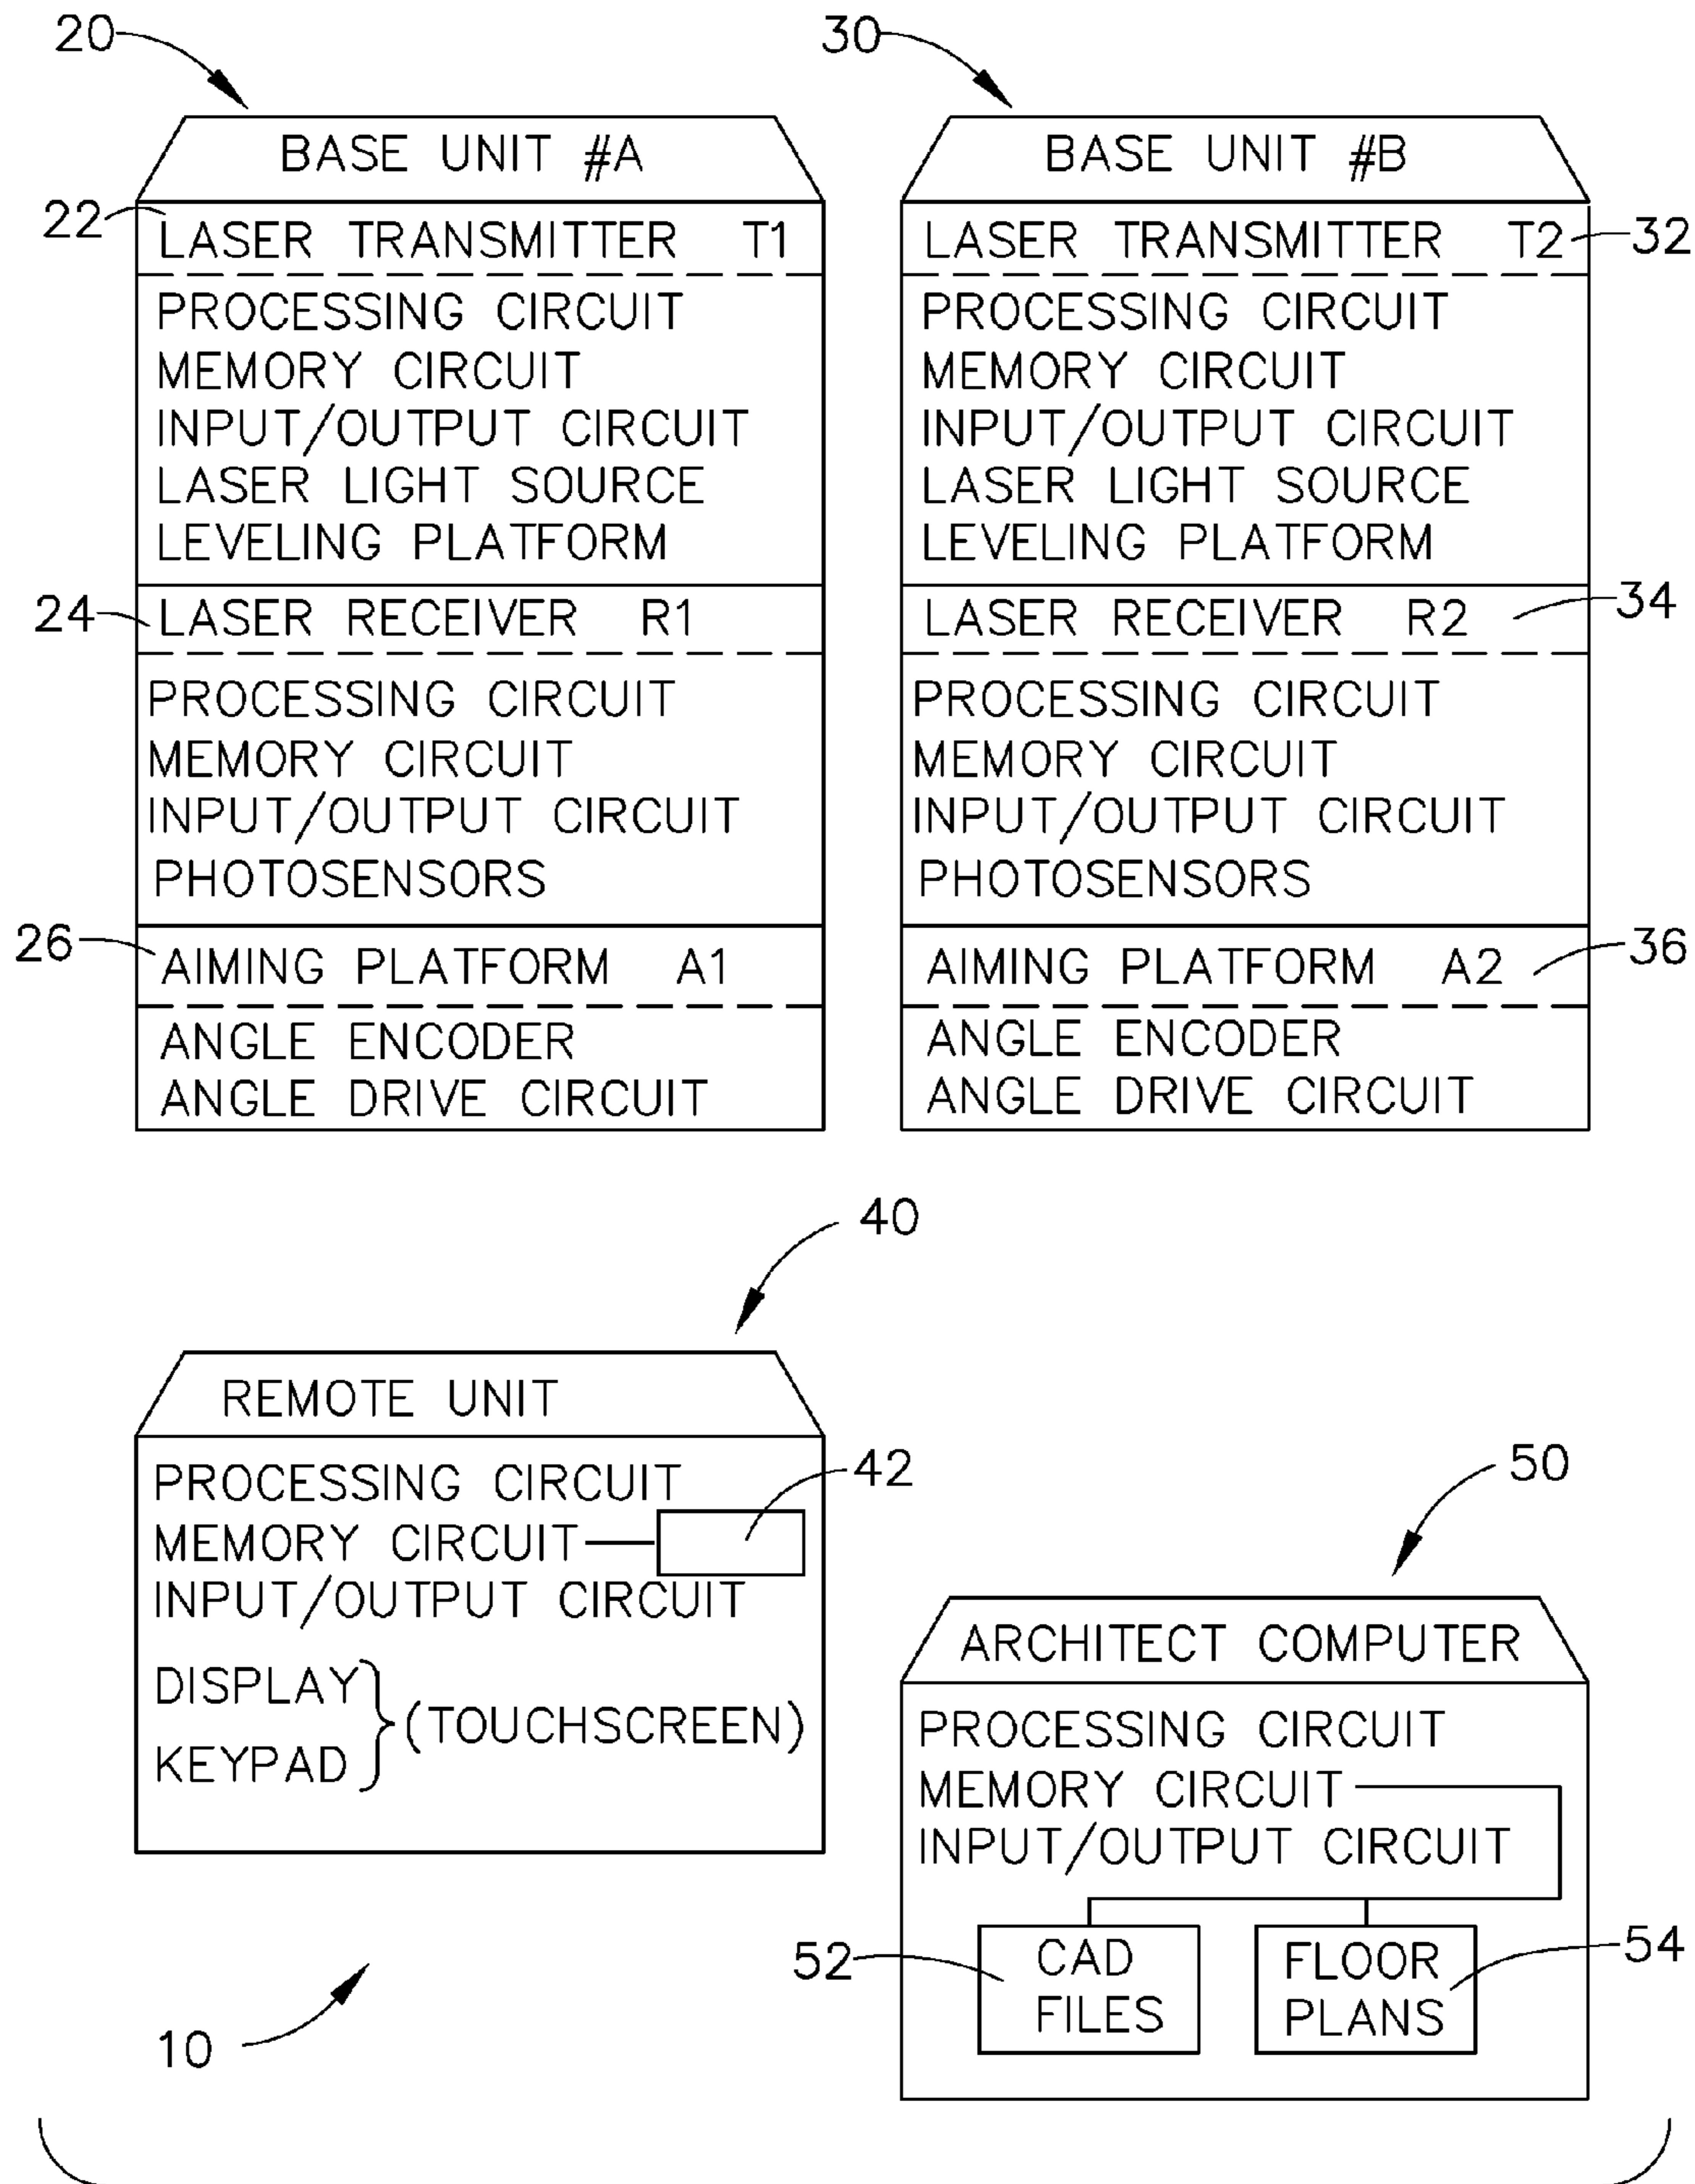 20
BASE UNIT #A
22
LASER TRANSMITTER T1
PROCESSING CIRCUIT
MEMORY CIRCUIT
INPUT/OUTPUT CIRCUIT
LASER LIGHT SOURCE
LEVELING PLATFORM
24
LASER RECEIVER R1
PROCESSING CIRCUIT
MEMORY CIRCUIT
INPUT/OUTPUT CIRCUIT
PHOTOSENSORS
26
AIMING PLATFORM A1
ANGLE ENCODER
ANGLE DRIVE CIRCUIT
30
BASE UNIT #B
LASER TRANSMITTER T2
32
PROCESSING CIRCUIT
MEMORY CIRCUIT
INPUT/OUTPUT CIRCUIT
LASER LIGHT SOURCE
LEVELING PLATFORM
LASER RECEIVER R2
34
PROCESSING CIRCUIT
MEMORY CIRCUIT
INPUT/OUTPUT CIRCUIT
PHOTOSENSORS
AIMING PLATFORM A2
36
ANGLE ENCODER
ANGLE DRIVE CIRCUIT
40
REMOTE UNIT
PROCESSING CIRCUIT
42
MEMORY CIRCUIT
INPUT/OUTPUT CIRCUIT
DISPLAY
(TOUCHSCREEN)
KEYPAD
50
ARCHITECT COMPUTER
PROCESSING CIRCUIT
MEMORY CIRCUIT
INPUT/OUTPUT CIRCUIT
52
CAD
FILES
FLOOR
PLANS
54
10